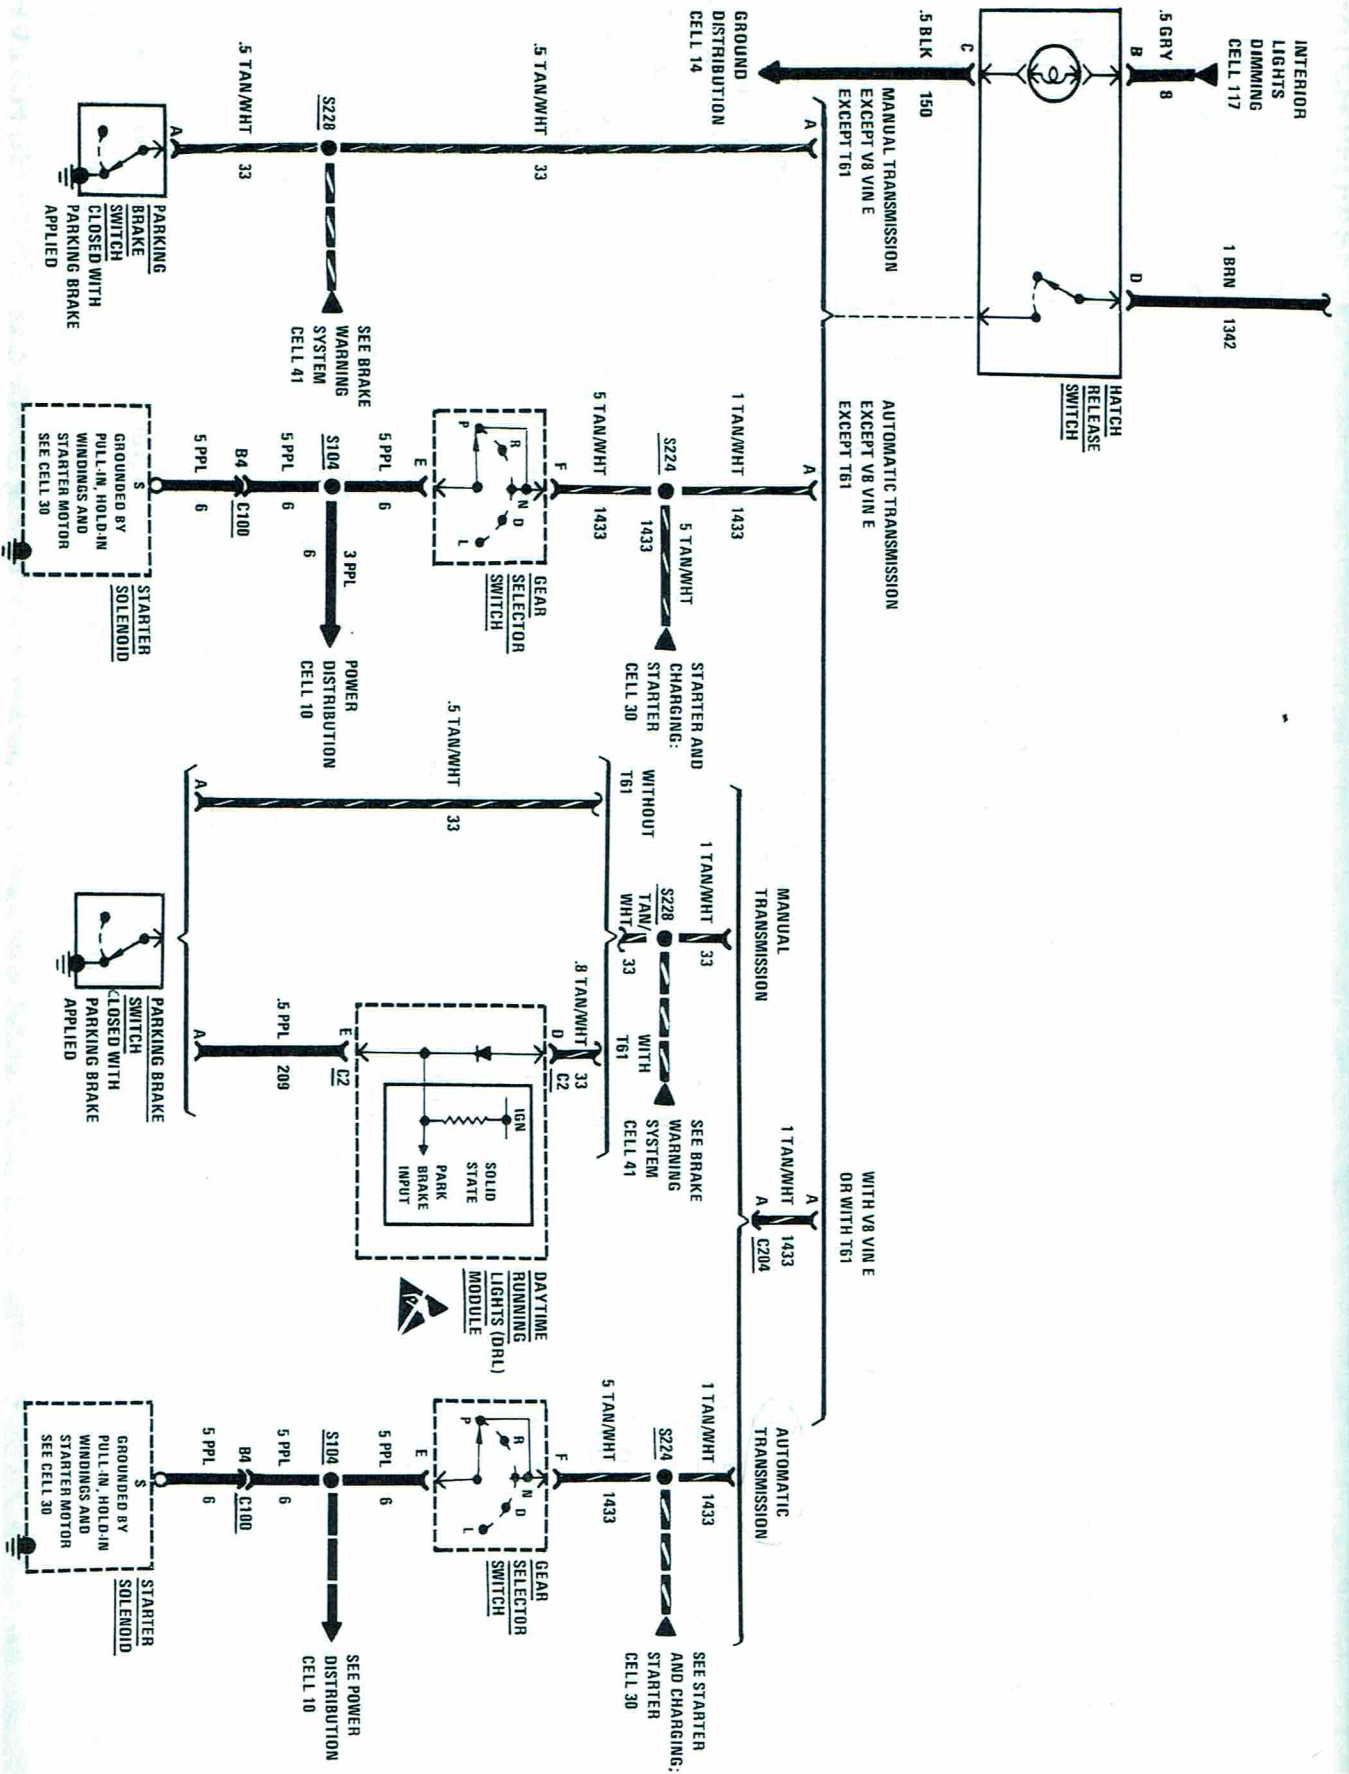 INTERIOR
LIGHTS
DIMMING
CELL 117
.5 GRY
8
B
1 BRN
1342
D
HATCH
RELEASE
SWITCH
C
.5 BLK
150
GROUND
DISTRIBUTION
CELL 14
MANUAL TRANSMISSION
EXCEPT V8 VIN E
EXCEPT T61
AUTOMATIC TRANSMISSION
EXCEPT V8 VIN E
EXCEPT T61
WITH V8 VIN E
OR WITH T61
A
.5 TAN/WHT
33
S228
SEE BRAKE
WARNING
SYSTEM
CELL 41
.5 TAN/WHT
33
A
PARKING
BRAKE
SWITCH
CLOSED WITH
PARKING BRAKE
APPLIED
A
1 TAN/WHT
1433
S224
5 TAN/WHT
1433
STARTER AND
CHARGING:
STARTER
CELL 30
5 TAN/WHT
1433
F
P
R
N
D
L
GEAR
SELECTOR
SWITCH
E
5 PPL
6
S104
3 PPL
6
POWER
DISTRIBUTION
CELL 10
5 PPL
6
B4
C100
5 PPL
6
S
GROUNDED BY
PULL-IN, HOLD-IN
WINDINGS AND
STARTER MOTOR
SEE CELL 30
STARTER
SOLENOID
A
1 TAN/WHT
1433
A
C204
MANUAL
TRANSMISSION
AUTOMATIC
TRANSMISSION
1 TAN/WHT
33
S228
SEE BRAKE
WARNING
SYSTEM
CELL 41
TAN/
WHT
33
WITHOUT
T61
WITH
T61
.5 TAN/WHT
33
A
.8 TAN/WHT
33
D
C2
IGN
SOLID
STATE
PARK
BRAKE
INPUT
DAYTIME
RUNNING
LIGHTS (DRL)
MODULE
E
C2
.5 PPL
209
A
PARKING BRAKE
SWITCH
CLOSED WITH
PARKING BRAKE
APPLIED
1 TAN/WHT
1433
S224
SEE STARTER
AND CHARGING:
STARTER
CELL 30
5 TAN/WHT
1433
F
P
R
N
D
L
GEAR
SELECTOR
SWITCH
E
5 PPL
6
S104
SEE POWER
DISTRIBUTION
CELL 10
5 PPL
6
B4
C100
5 PPL
6
S
GROUNDED BY
PULL-IN, HOLD-IN
WINDINGS AND
STARTER MOTOR
SEE CELL 30
STARTER
SOLENOID